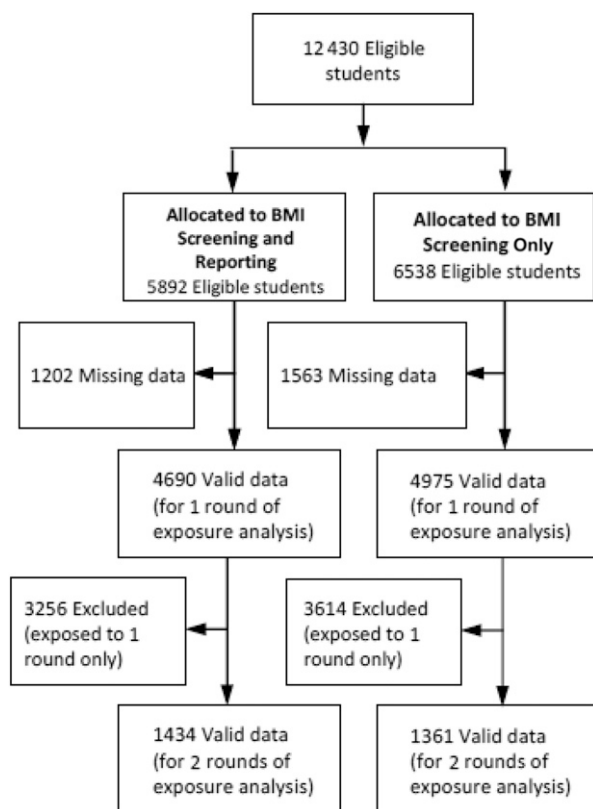 12 430 Eligible
students
Allocated to BMI
Screening and
Reporting
5892 Eligible students
Allocated to BMI
Screening Only
6538 Eligible students
1202 Missing data
1563 Missing data
4690 Valid data
(for 1 round of
exposure analysis)
4975 Valid data
(for 1 round of
exposure analysis)
3256 Excluded
(exposed to 1
round only)
3614 Excluded
(exposed to 1
round only)
1434 Valid data
(for 2 rounds of
exposure analysis)
1361 Valid data
(for 2 rounds of
exposure analysis)